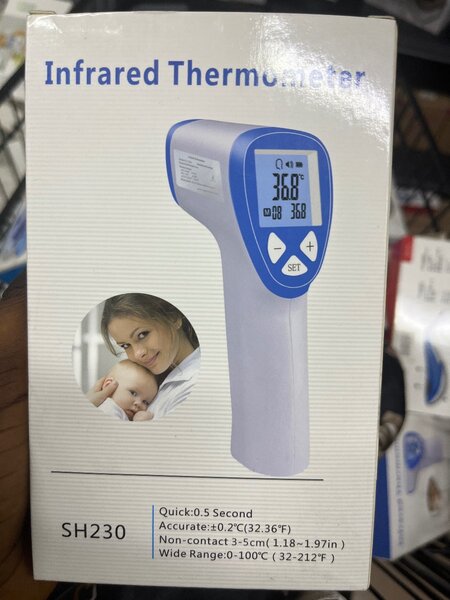 Infrared Thermometer
36.8 °C
M 08 36.8
− +
SET
SH230
Quick:0.5 Second
Accurate:±0.2℃(32.36°F)
Non-contact 3-5cm( 1.18~1.97in )
Wide Range:0-100℃ ( 32-212°F )